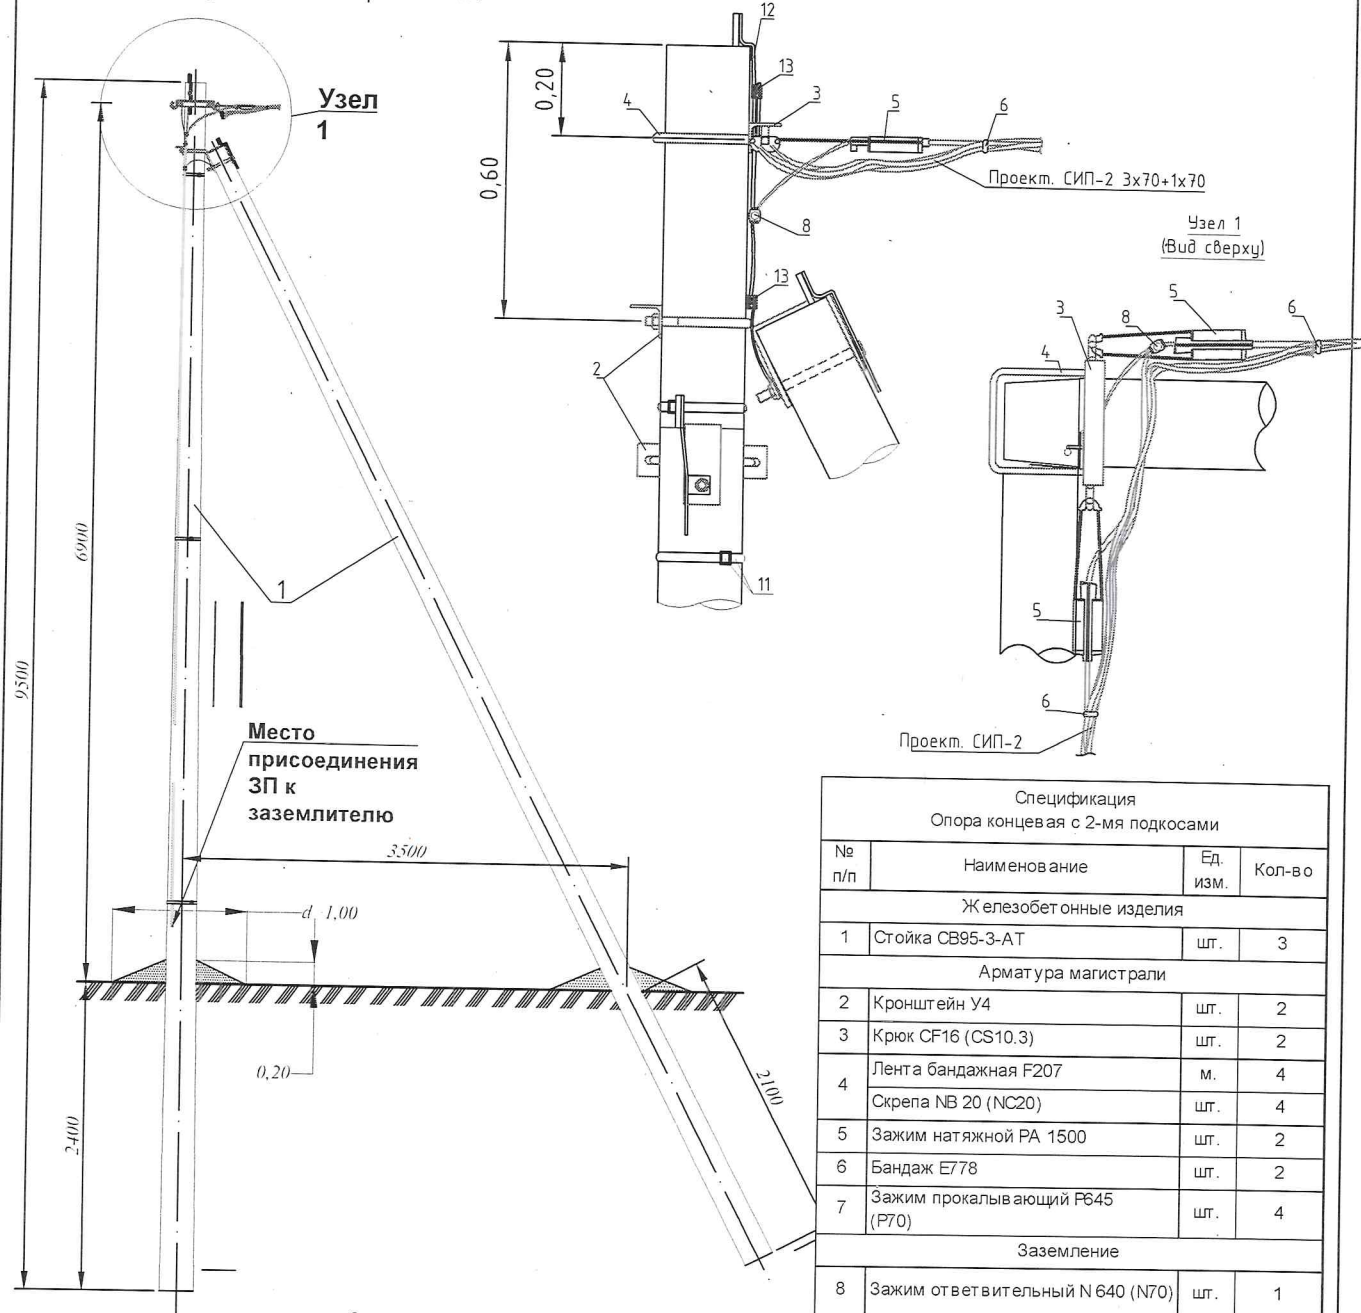 Узел
1
9500
6900
1
Место
присоединения
ЗП к
заземлителю
3500
d 1,00
0,20
2400
2100
12
0,20
13
4
3
5
6
0,60
Проект. СИП-2 3х70+1х70
8
13
2
11
Узел 1
(Вид сверху)
5
3
8
6
4
5
6
Проект. СИП-2
Спецификация
Опора концевая с 2-мя подкосами
№ п/п Наименование Ед. изм. Кол-во
Железобетонные изделия
1 Стойка СВ95-3-АТ шт. 3
Арматура магистрали
2 Кронштейн У4 шт. 2
3 Крюк CF16 (CS10.3) шт. 2
4 Лента бандажная F207 м. 4
Скрепа NB 20 (NC20) шт. 4
5 Зажим натяжной РА 1500 шт. 2
6 Бандаж Е778 шт. 2
7 Зажим прокалывающий Р645
(Р70) шт. 4
Заземление
8 Зажим ответвительный N 640 (N70) шт. 1